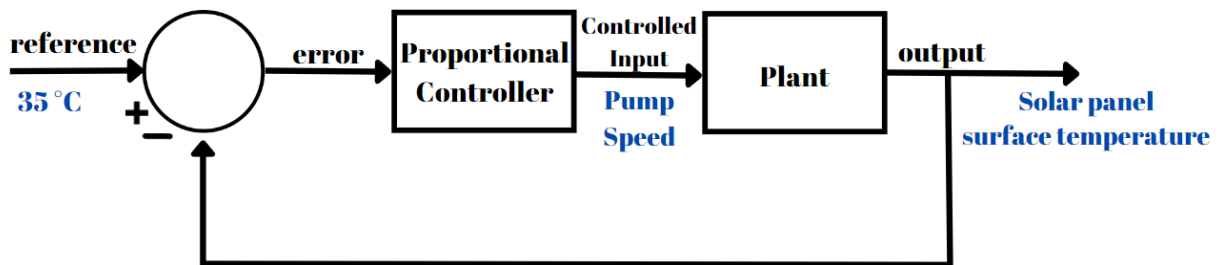 reference
35 °C
+
−
error
Proportional
Controller
Controlled
Input
Pump
Speed
Plant
output
Solar panel
surface temperature